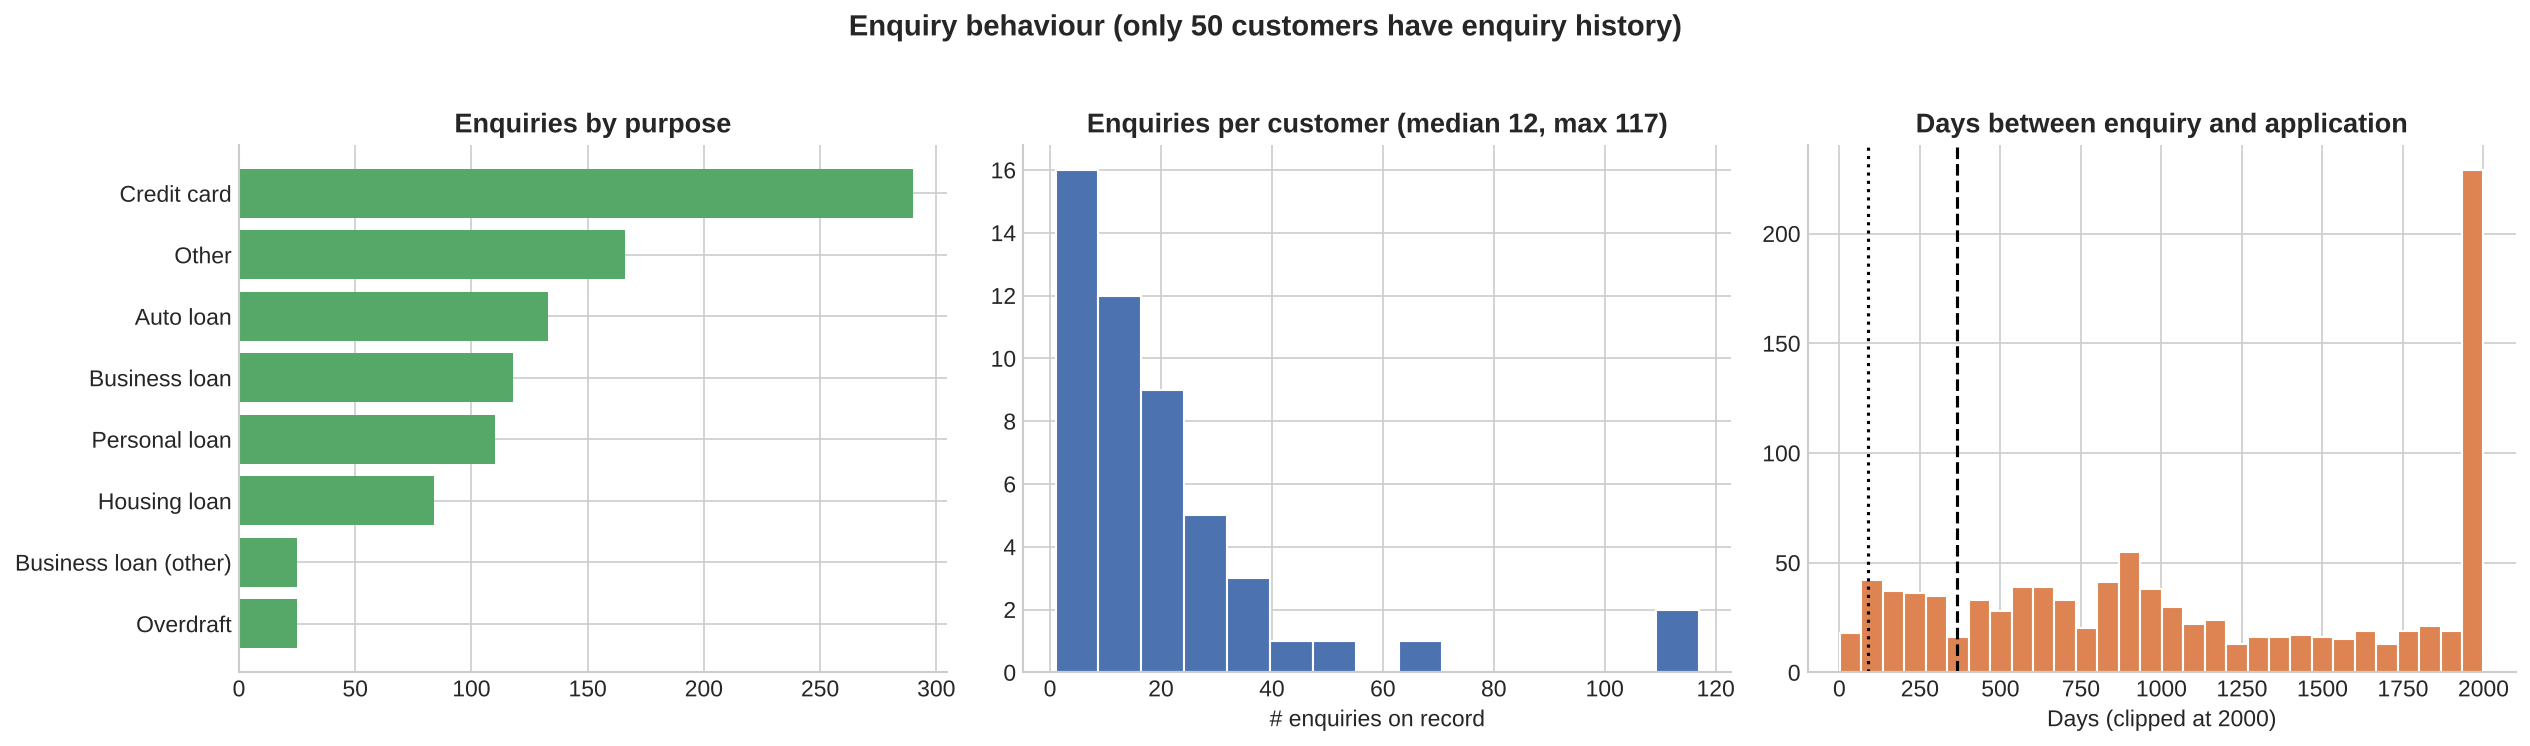 Enquiry behaviour (only 50 customers have enquiry history)
Enquiries by purpose
Credit card
Other
Auto loan
Business loan
Personal loan
Housing loan
Business loan (other)
Overdraft
0 50 100 150 200 250 300
Enquiries per customer (median 12, max 117)
16
14
12
10
8
6
4
2
0
0 20 40 60 80 100 120
# enquiries on record
Days between enquiry and application
200
150
100
50
0
0 250 500 750 1000 1250 1500 1750 2000
Days (clipped at 2000)